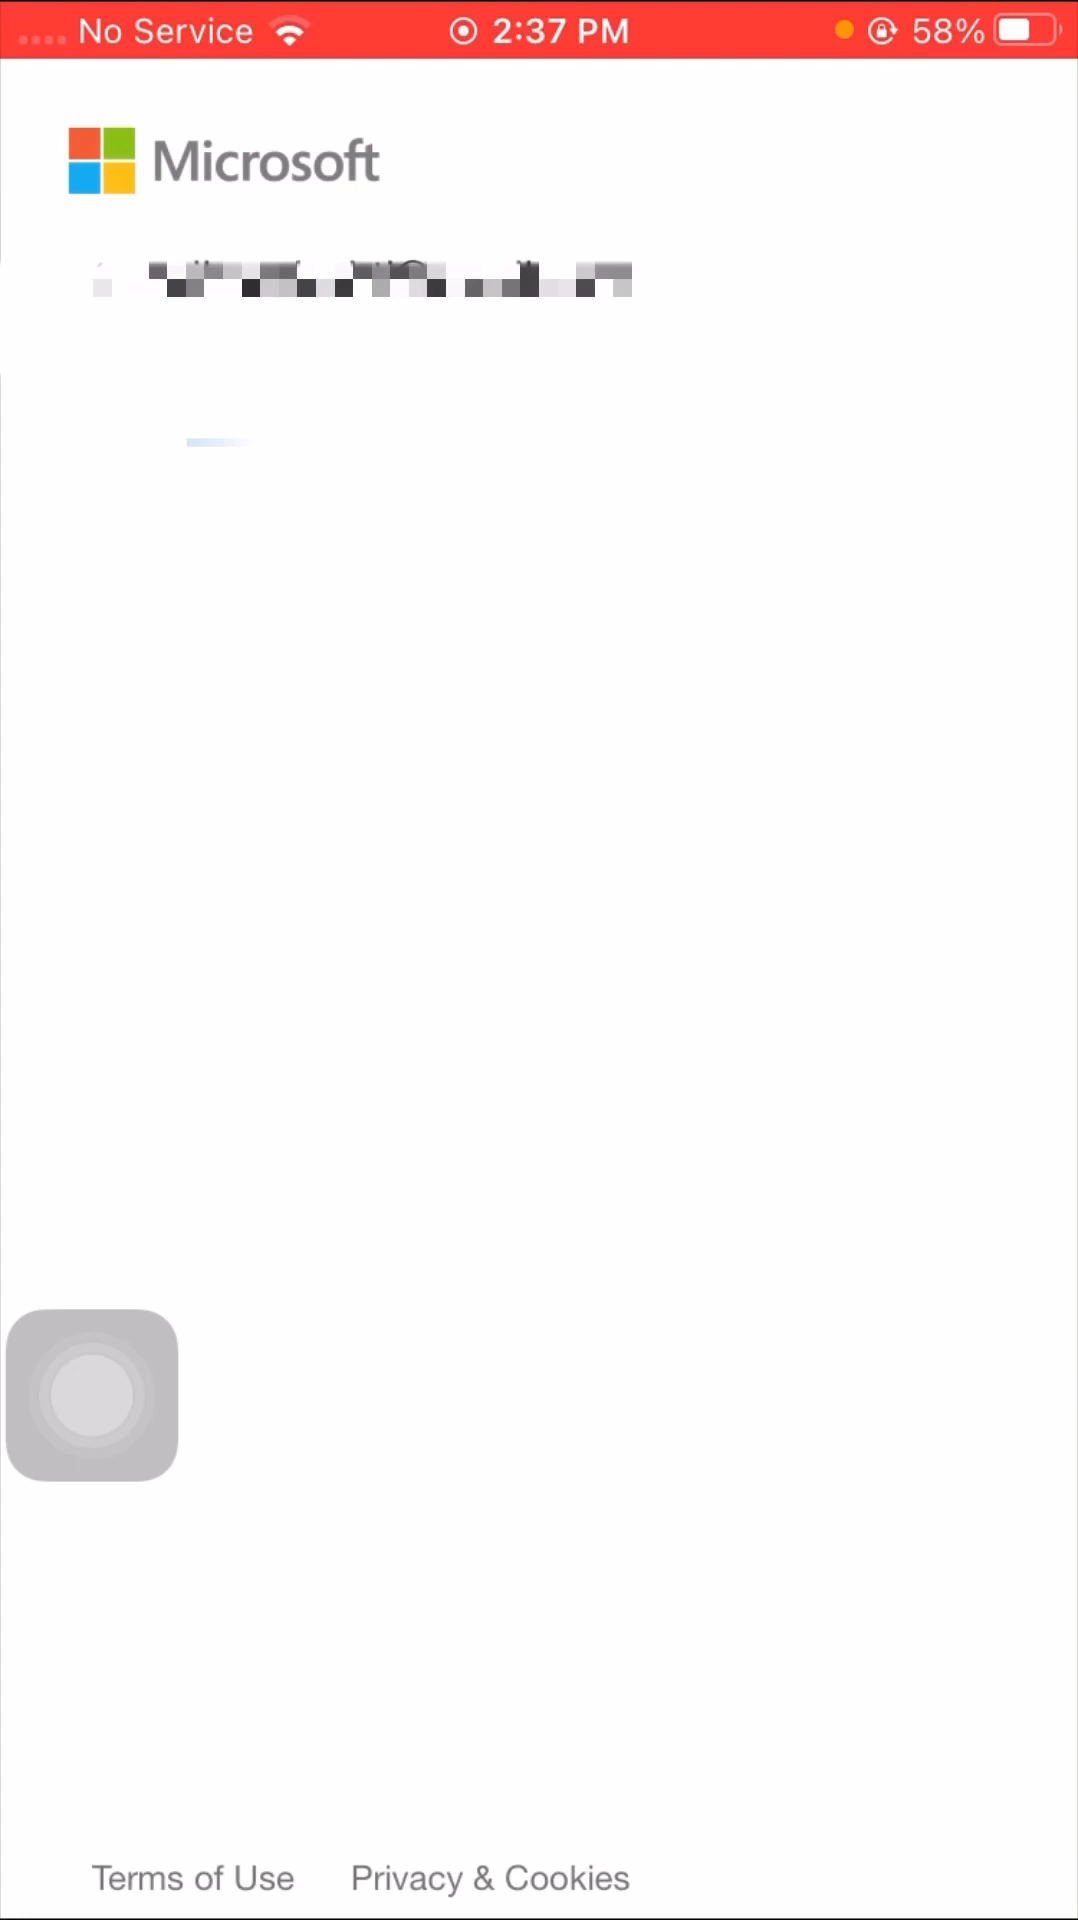 No Service
2:37 PM
58%
Microsoft
Terms of Use
Privacy & Cookies